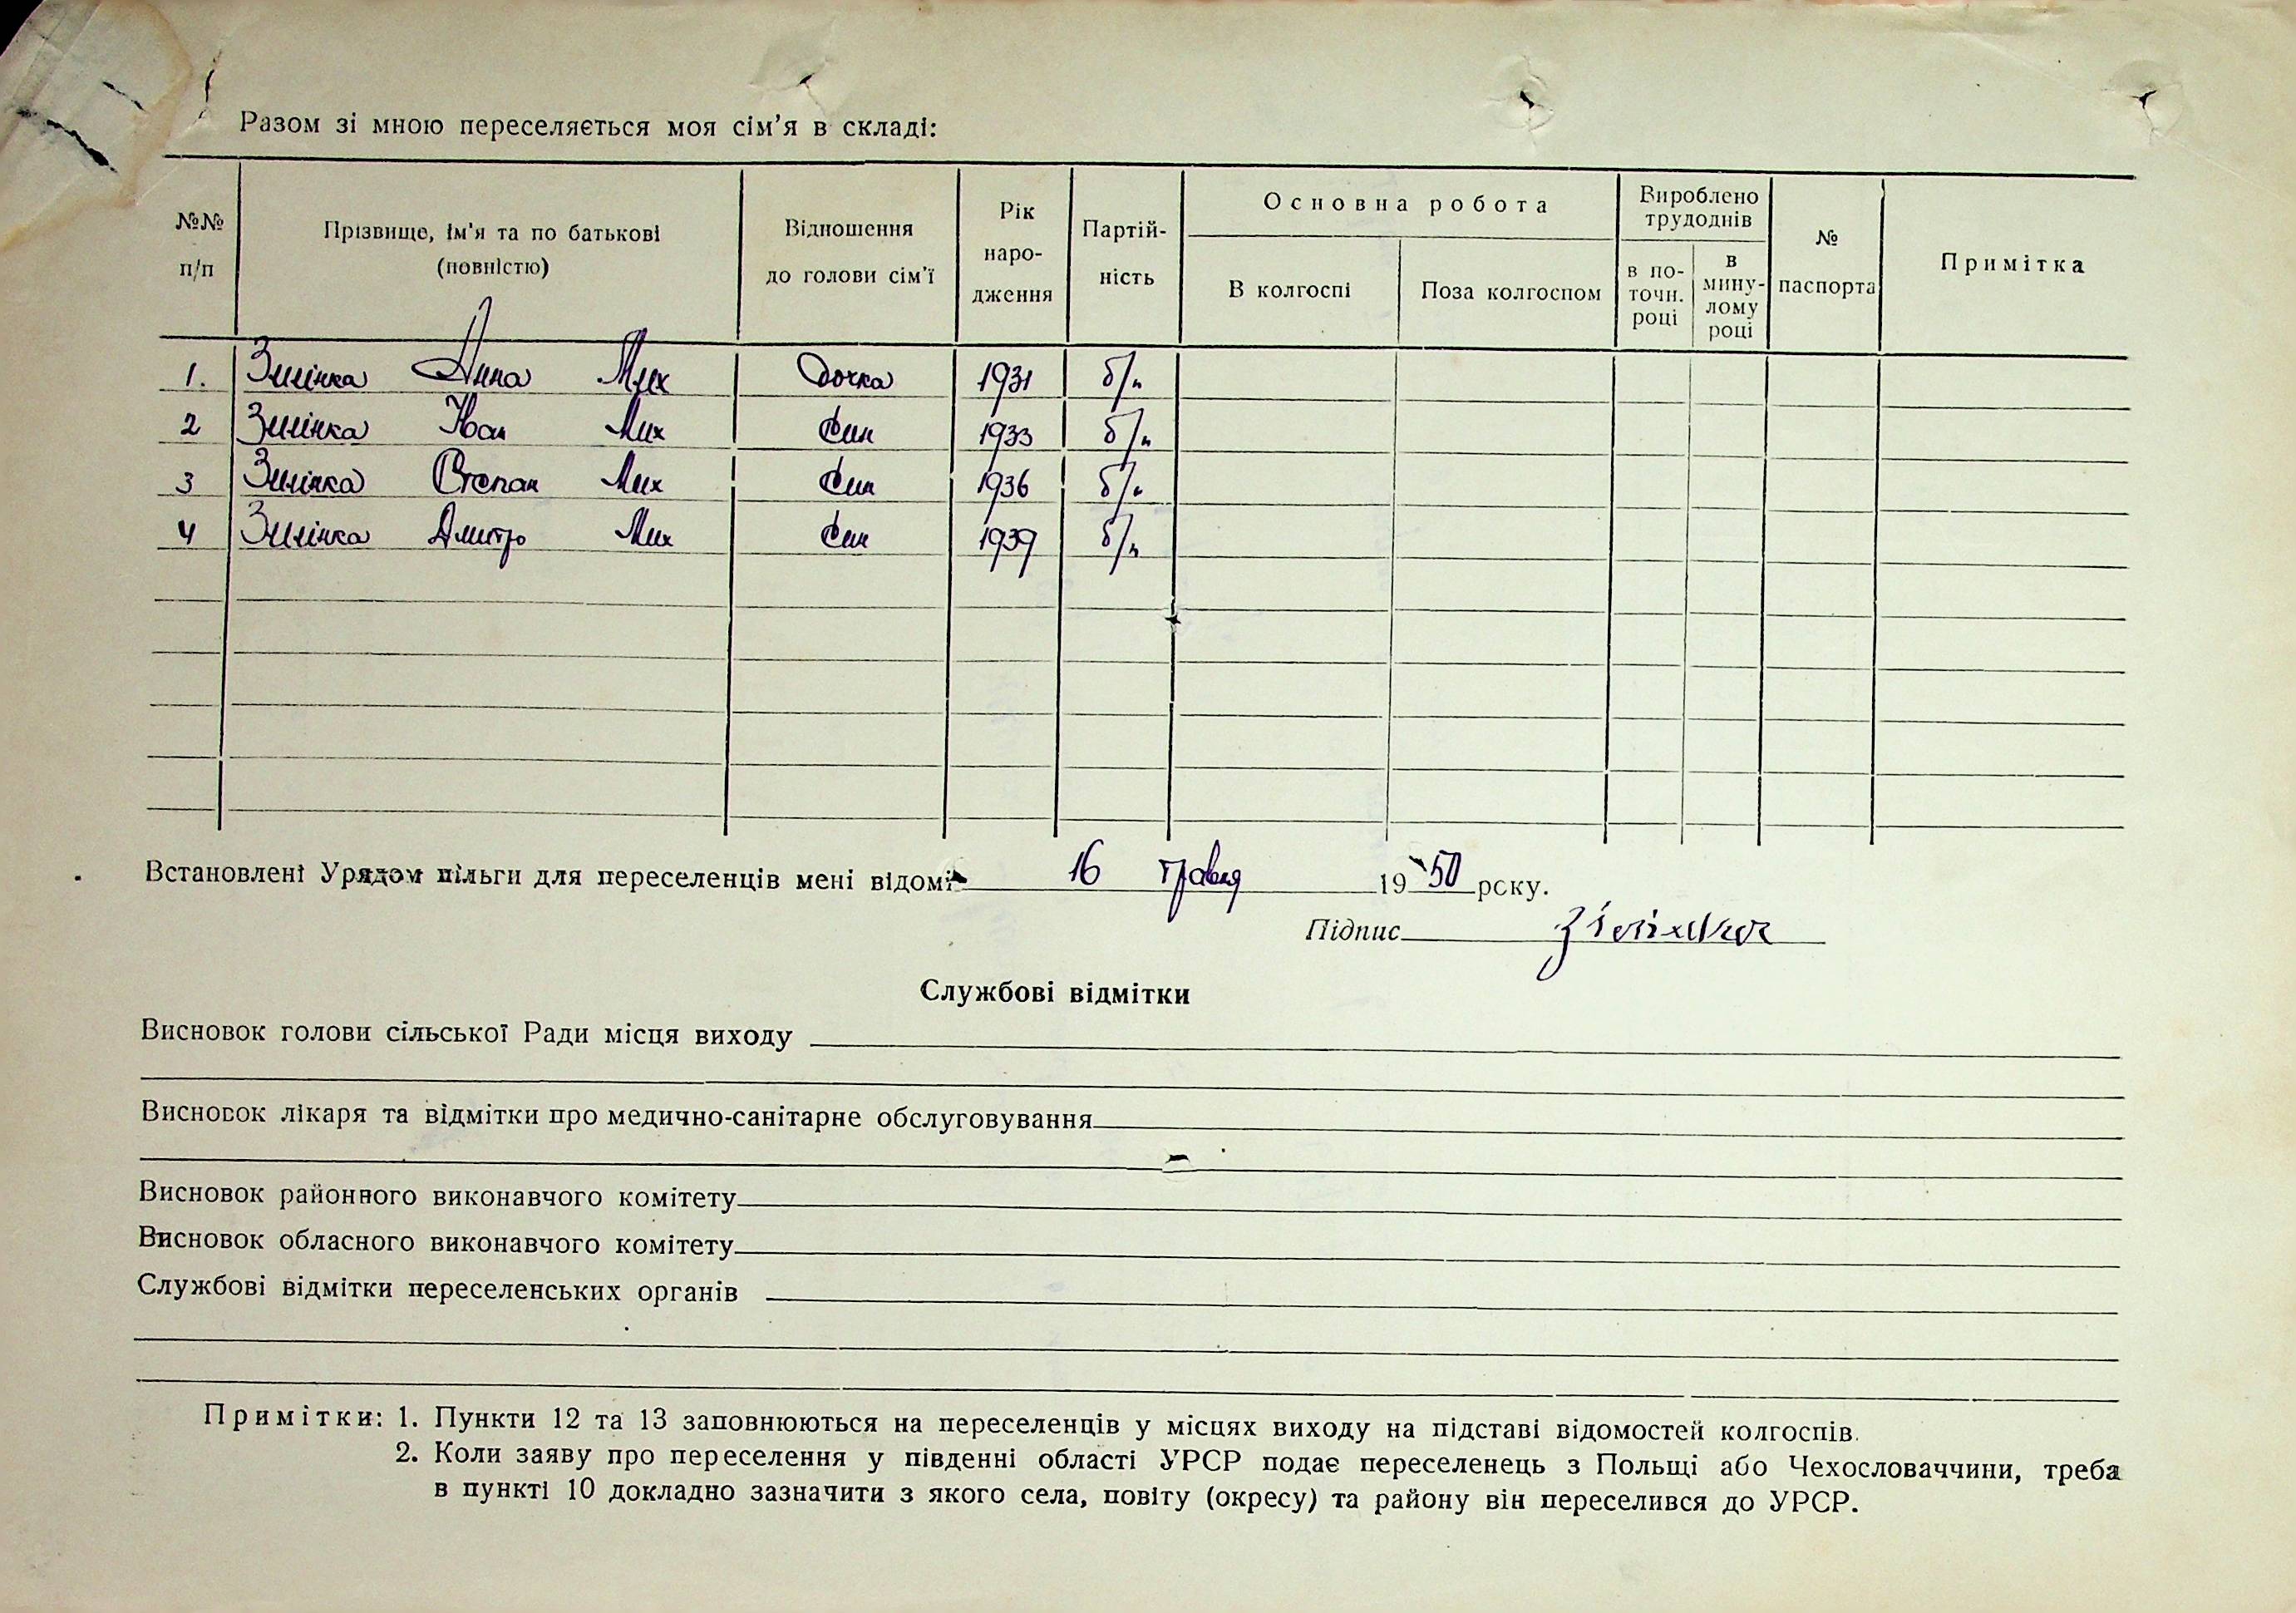 Разом зі мною переселяється моя сім'я в складі:
№№ п/п
Прізвище, ім'я та по батькові (повністю)
Відношення до голови сім'ї
Рік народження
Партійність
Основна робота
В колгоспі
Поза колгоспом
Вироблено трудоднів
в поточн. році
в минулому році
№ паспорта
Примітка
1. Зимінка Анна Мих дочка 1931 б/п
2 Зимінка Іван Мих син 1933 б/п
3 Зимінка Степан Мих син 1936 б/п
4 Зимінка Дмитро Мих син 1939 б/п
Встановлені Урядом пільги для переселенців мені відомі 16 травня 1950 року.
Підпис
Службові відмітки
Висновок голови сільської Ради місця виходу
Висновок лікаря та відмітки про медично-санітарне обслуговування
Висновок районного виконавчого комітету
Висновок обласного виконавчого комітету
Службові відмітки переселенських органів
Примітки: 1. Пункти 12 та 13 заповнюються на переселенців у місцях виходу на підставі відомостей колгоспів.
2. Коли заяву про переселення у південні області УРСР подає переселенець з Польщі або Чехословаччини, треба
в пункті 10 докладно зазначити з якого села, повіту (окресу) та району він переселився до УРСР.